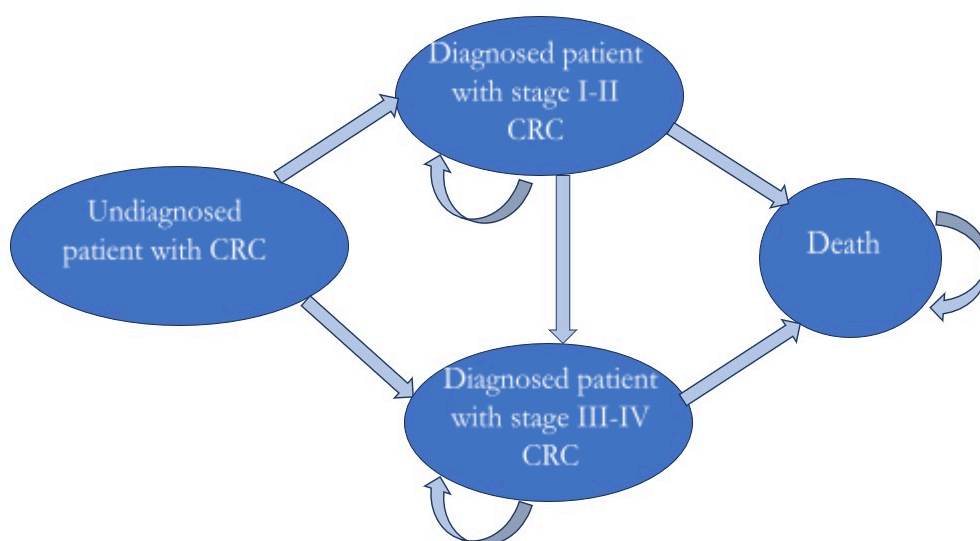 Diagnosed patient
with stage I-II
CRC
Undiagnosed
patient with CRC
Death
Diagnosed patient
with stage III-IV
CRC